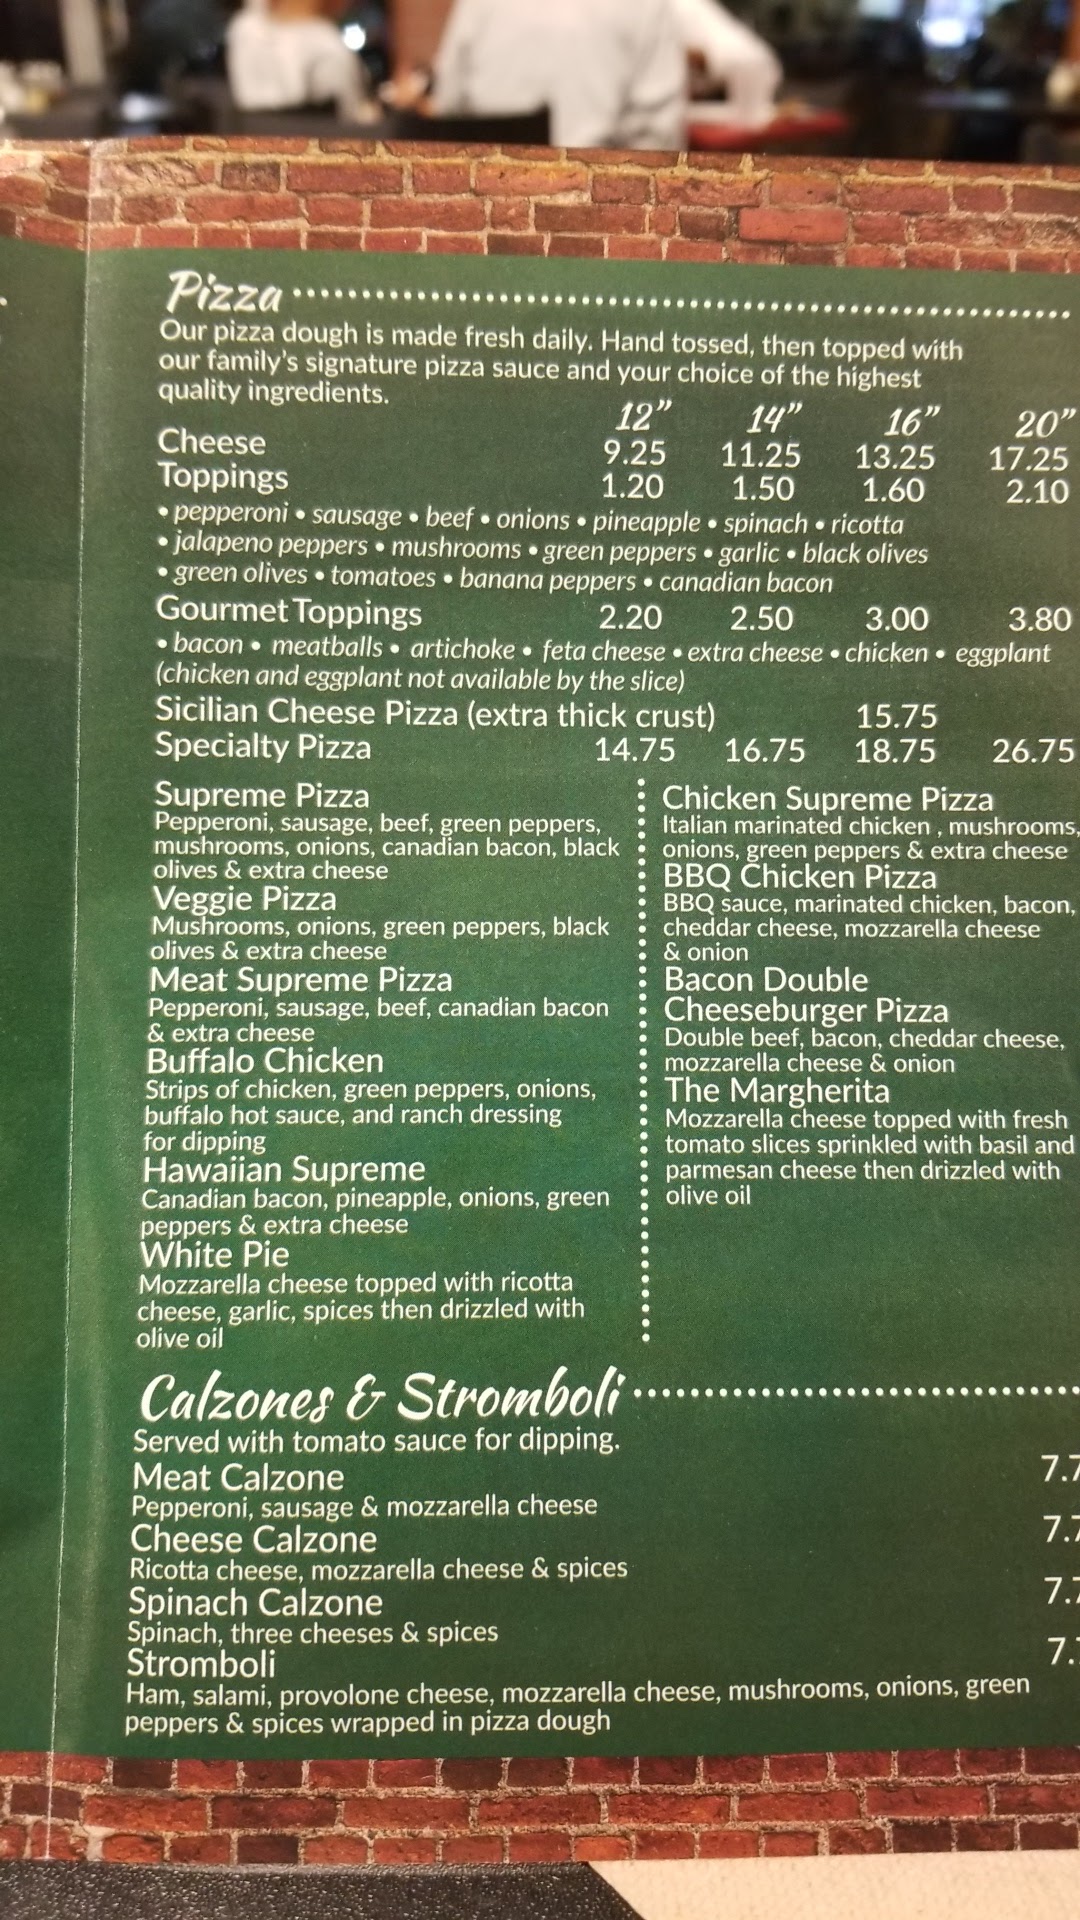 Pizza
Our pizza dough is made fresh daily. Hand tossed, then topped with
our family's signature pizza sauce and your choice of the highest
quality ingredients.
12" 14" 16" 20"
Cheese 9.25 11.25 13.25 17.25
Toppings 1.20 1.50 1.60 2.10
• pepperoni • sausage • beef • onions • pineapple • spinach • ricotta
• jalapeno peppers • mushrooms • green peppers • garlic • black olives
• green olives • tomatoes • banana peppers • canadian bacon
Gourmet Toppings 2.20 2.50 3.00 3.80
• bacon • meatballs • artichoke • feta cheese • extra cheese • chicken • eggplant
(chicken and eggplant not available by the slice)
Sicilian Cheese Pizza (extra thick crust) 15.75
Specialty Pizza 14.75 16.75 18.75 26.75
Supreme Pizza
Pepperoni, sausage, beef, green peppers,
mushrooms, onions, canadian bacon, black
olives & extra cheese
Veggie Pizza
Mushrooms, onions, green peppers, black
olives & extra cheese
Meat Supreme Pizza
Pepperoni, sausage, beef, canadian bacon
& extra cheese
Buffalo Chicken
Strips of chicken, green peppers, onions,
buffalo hot sauce, and ranch dressing
for dipping
Hawaiian Supreme
Canadian bacon, pineapple, onions, green
peppers & extra cheese
White Pie
Mozzarella cheese topped with ricotta
cheese, garlic, spices then drizzled with
olive oil
Chicken Supreme Pizza
Italian marinated chicken , mushrooms,
onions, green peppers & extra cheese
BBQ Chicken Pizza
BBQ sauce, marinated chicken, bacon,
cheddar cheese, mozzarella cheese
& onion
Bacon Double
Cheeseburger Pizza
Double beef, bacon, cheddar cheese,
mozzarella cheese & onion
The Margherita
Mozzarella cheese topped with fresh
tomato slices sprinkled with basil and
parmesan cheese then drizzled with
olive oil
Calzones & Stromboli
Served with tomato sauce for dipping.
Meat Calzone
Pepperoni, sausage & mozzarella cheese
Cheese Calzone
Ricotta cheese, mozzarella cheese & spices
Spinach Calzone
Spinach, three cheeses & spices
Stromboli
Ham, salami, provolone cheese, mozzarella cheese, mushrooms, onions, green
peppers & spices wrapped in pizza dough